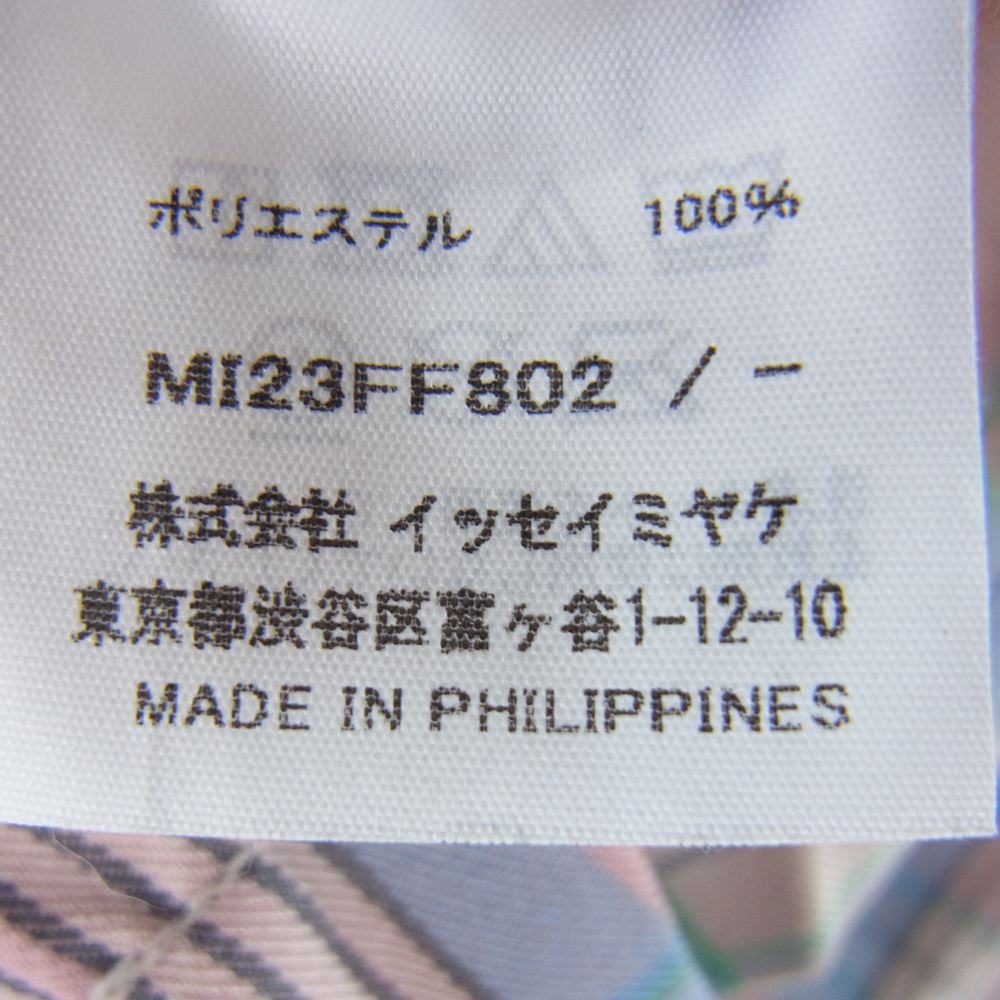 ポリエステル 100%
MI23FF802 / -
株式会社 イッセイミヤケ
東京都渋谷区富ヶ谷1-12-10
MADE IN PHILIPPINES